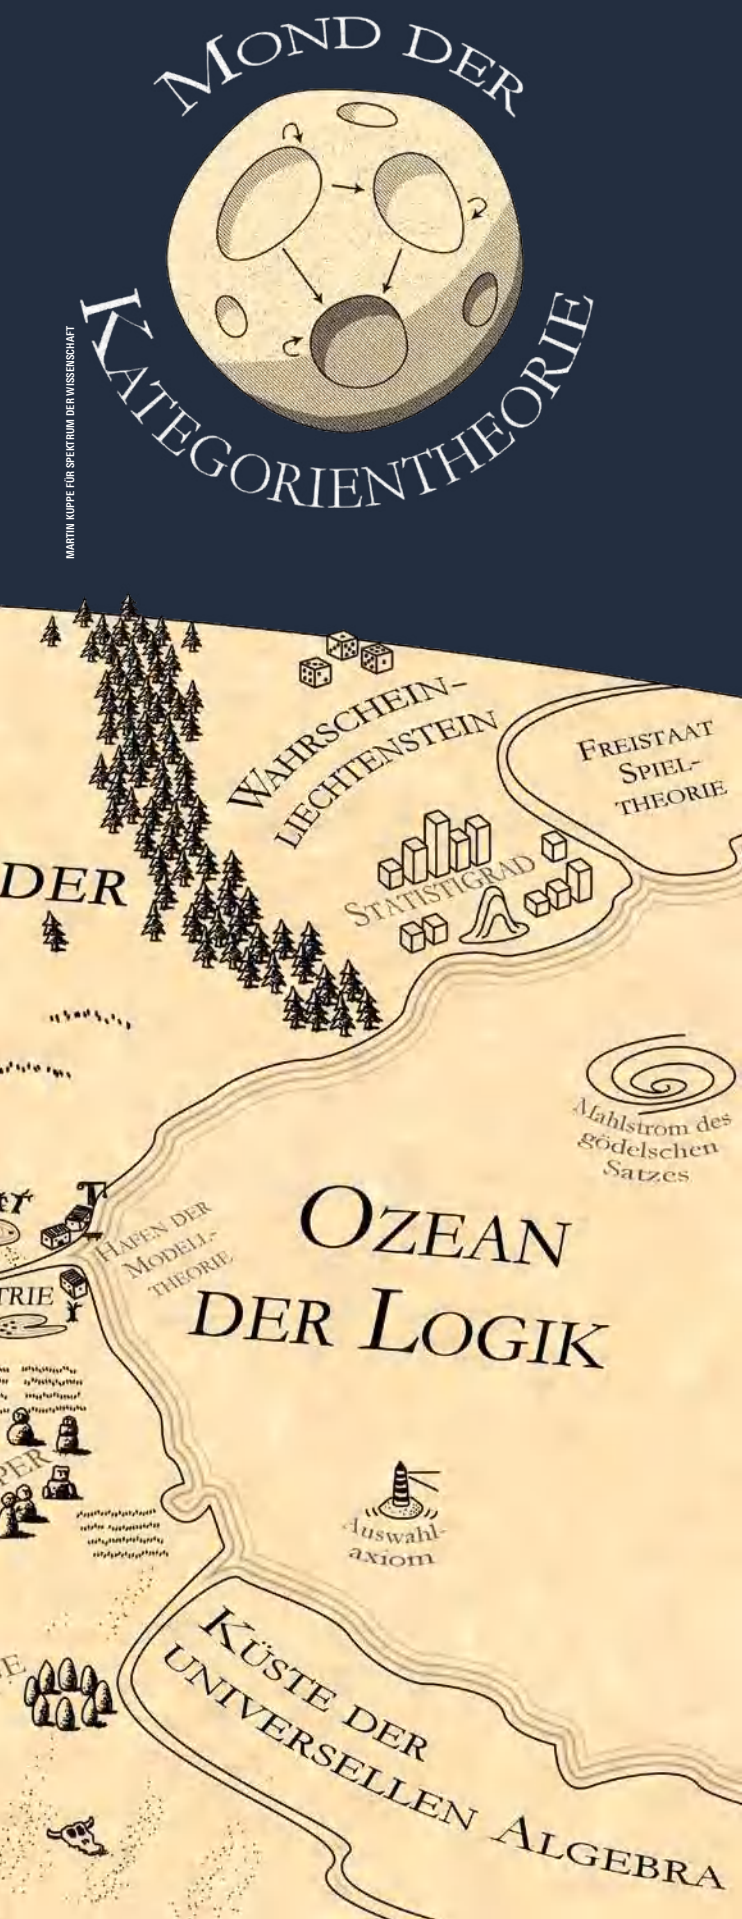 MOND DER
KATEGORIENTHEORIE
MARTIN KUPPE FÜR SPEKTRUM DER WISSENSCHAFT
WAHRSCHEIN-
LIECHTENSTEIN
FREISTAAT
SPIEL-
THEORIE
STATISTIGRAD
DER
Mahlstrom des
gödelschen
Satzes
HAFEN DER
MODELL-
THEORIE
OZEAN
DER LOGIK
TRIE
PER
Auswahl-
axiom
KÜSTE DER
UNIVERSELLEN ALGEBRA